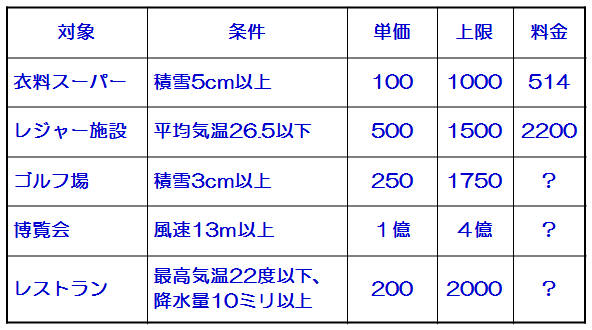 対象 条件 単価 上限 料金
衣料スーパー 積雪5cm以上 100 1000 514
レジャー施設 平均気温26.5以下 500 1500 2200
ゴルフ場 積雪3cm以上 250 1750 ?
博覧会 風速13m以上 1億 4億 ?
レストラン 最高気温22度以下、 200 2000 ?
降水量10ミリ以上